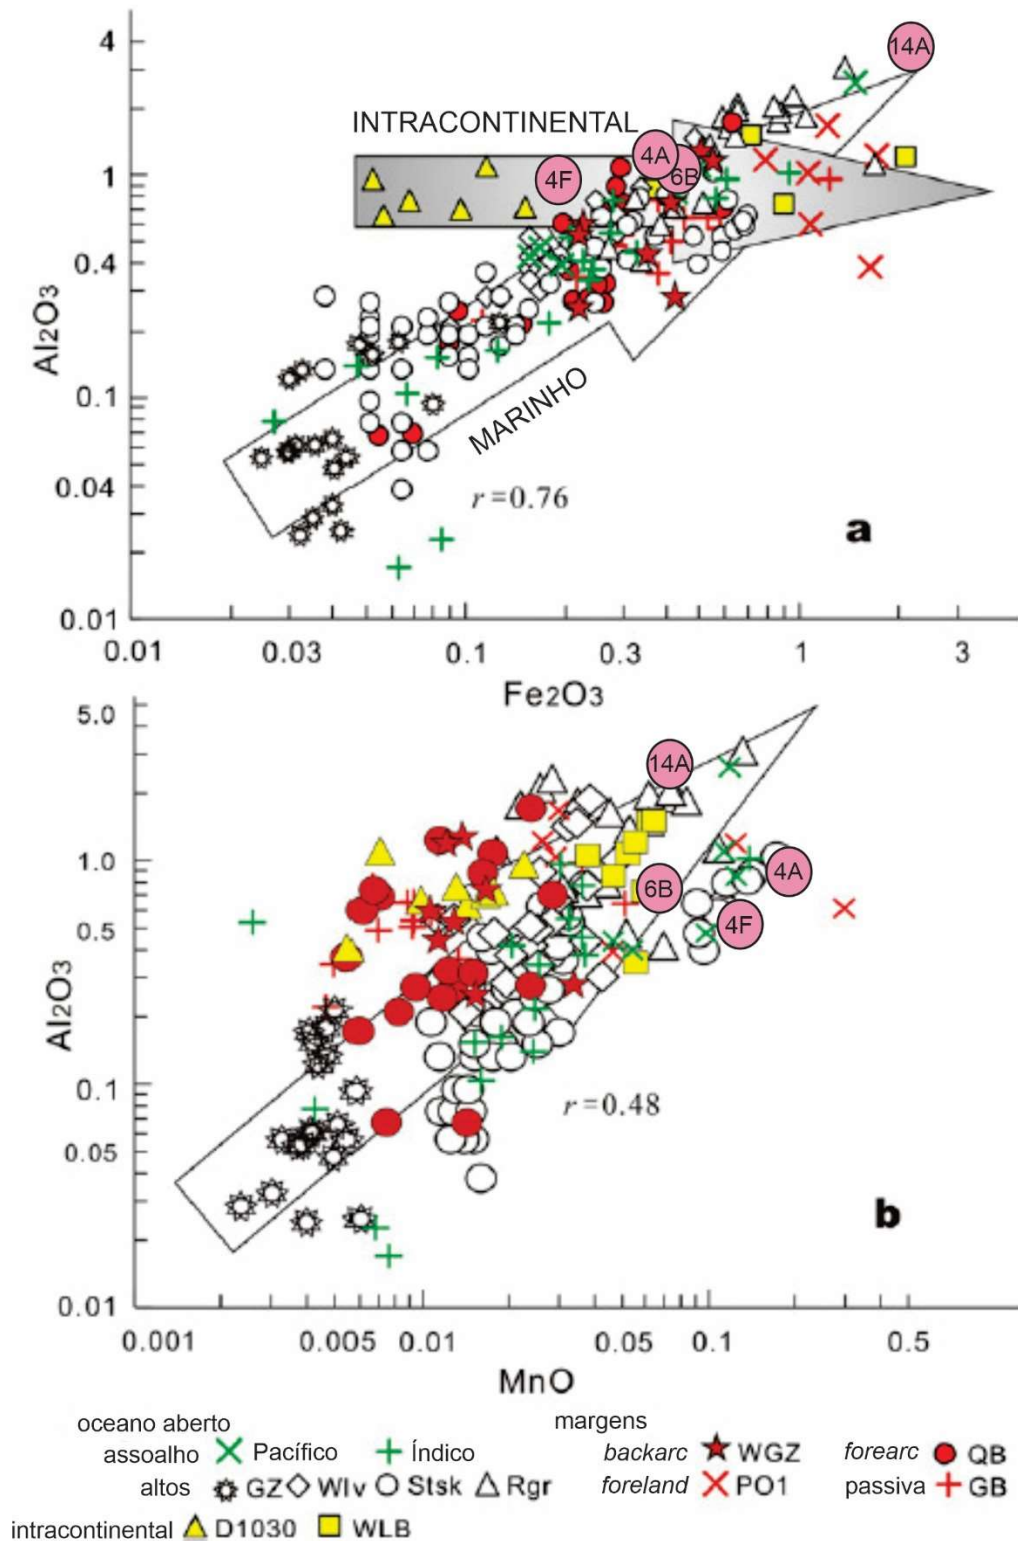 4
14A
INTRACONTINENTAL
4A
6B
4F
1
0.4
Al2O3
MARINHO
0.1
0.04
r=0.76
a
0.01
0.01 0.03 0.1 0.3 1 3
Fe2O3
5.0
14A
1.0
4A
6B
4F
0.5
Al2O3
0.1
r=0.48
0.05
b
0.01
0.001 0.005 0.01 0.05 0.1 0.5
MnO
oceano aberto margens
assoalho Pacífico Índico backarc WGZ forearc QB
altos GZ Wlv Stsk Rgr foreland PO1 passiva GB
intracontinental D1030 WLB